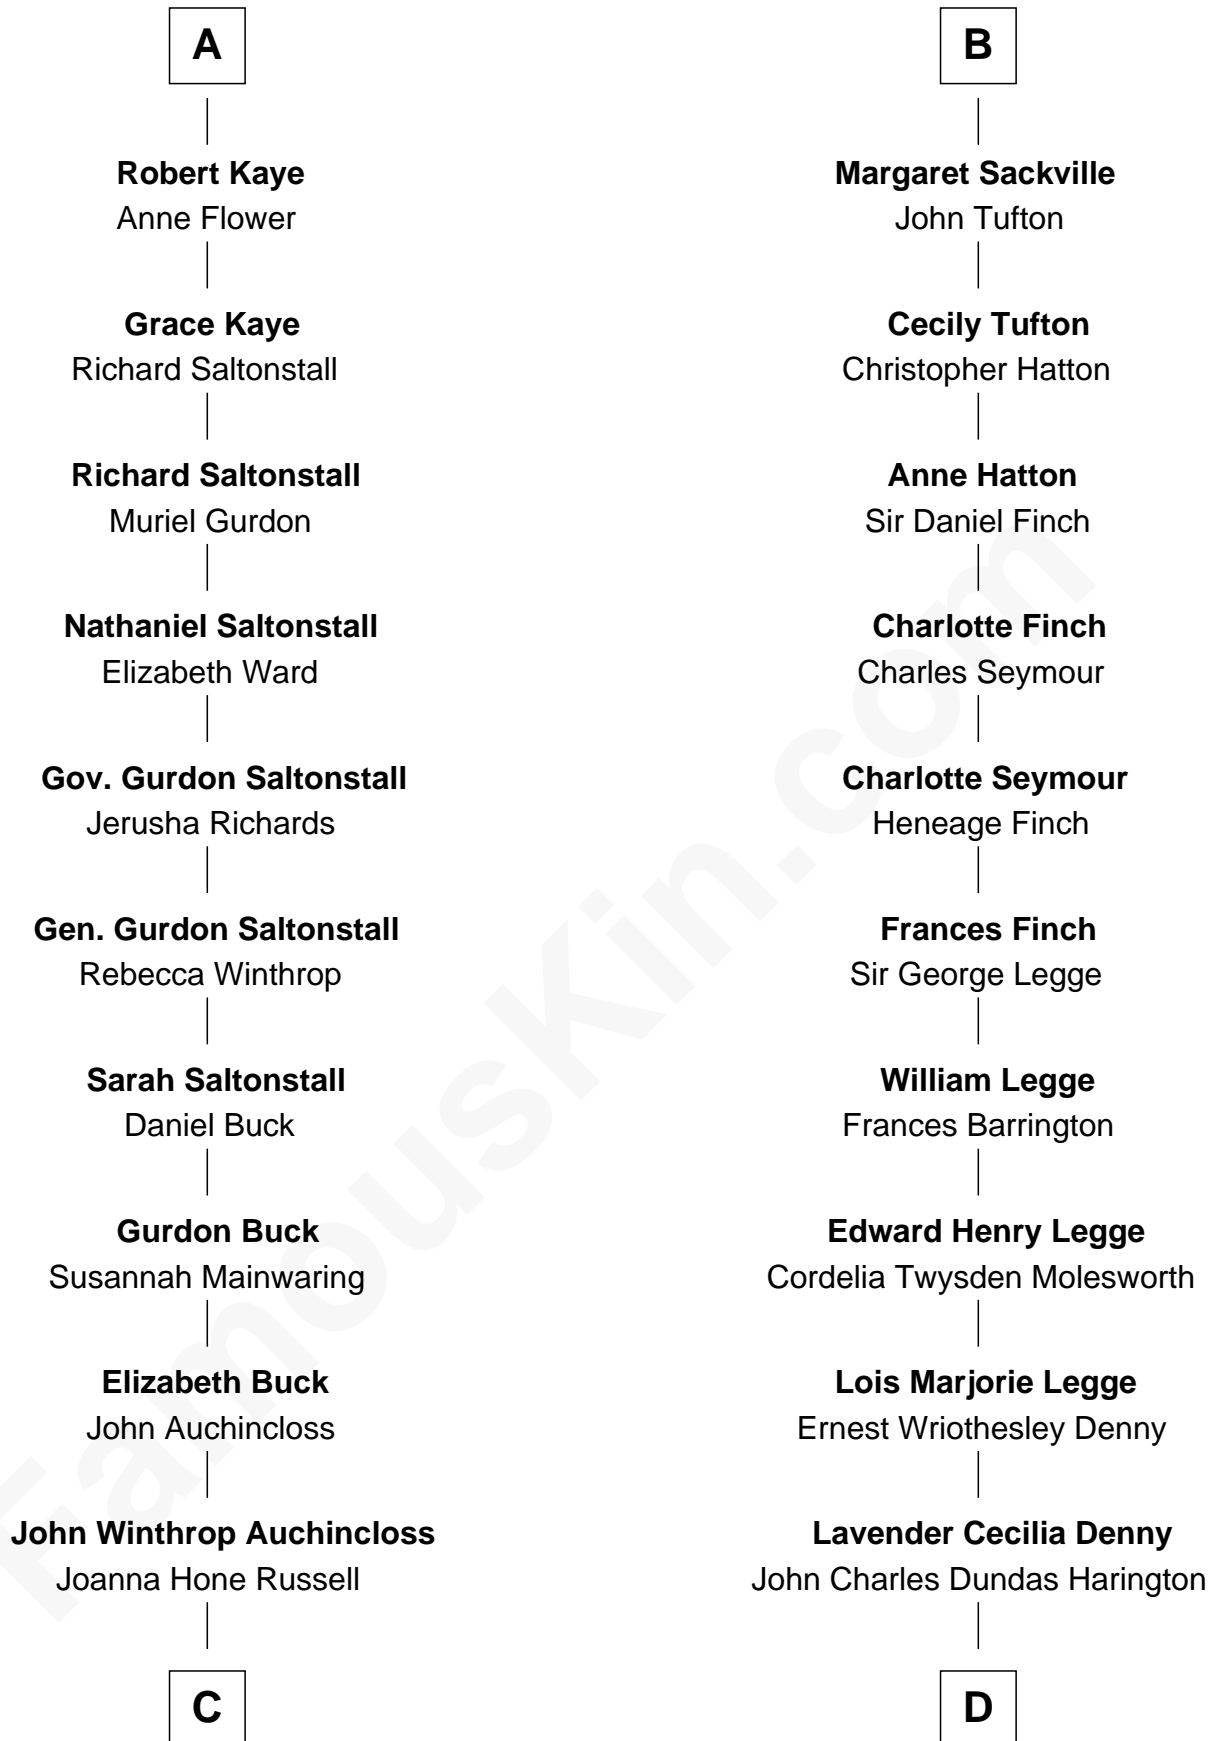 A
Robert Kaye
Anne Flower
Grace Kaye
Richard Saltonstall
Richard Saltonstall
Muriel Gurdon
Nathaniel Saltonstall
Elizabeth Ward
Gov. Gurdon Saltonstall
Jerusha Richards
Gen. Gurdon Saltonstall
Rebecca Winthrop
Sarah Saltonstall
Daniel Buck
Gurdon Buck
Susannah Mainwaring
Elizabeth Buck
John Auchincloss
John Winthrop Auchincloss
Joanna Hone Russell
C
B
Margaret Sackville
John Tufton
Cecily Tufton
Christopher Hatton
Anne Hatton
Sir Daniel Finch
Charlotte Finch
Charles Seymour
Charlotte Seymour
Heneage Finch
Frances Finch
Sir George Legge
William Legge
Frances Barrington
Edward Henry Legge
Cordelia Twysden Molesworth
Lois Marjorie Legge
Ernest Wriothesley Denny
Lavender Cecilia Denny
John Charles Dundas Harington
D
FamousKin.com